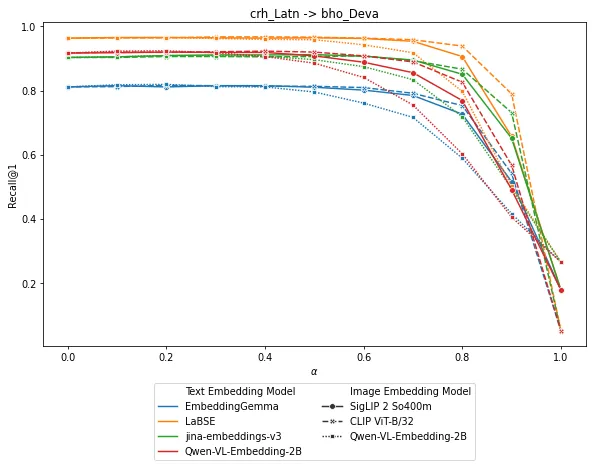 crh_Latn -> bho_Deva
1.0
0.8
0.6
0.4
0.2
Recall@1
0.0 0.2 0.4 0.6 0.8 1.0
α
Text Embedding Model Image Embedding Model
EmbeddingGemma SigLIP 2 So400m
LaBSE CLIP ViT-B/32
jina-embeddings-v3 Qwen-VL-Embedding-2B
Qwen-VL-Embedding-2B